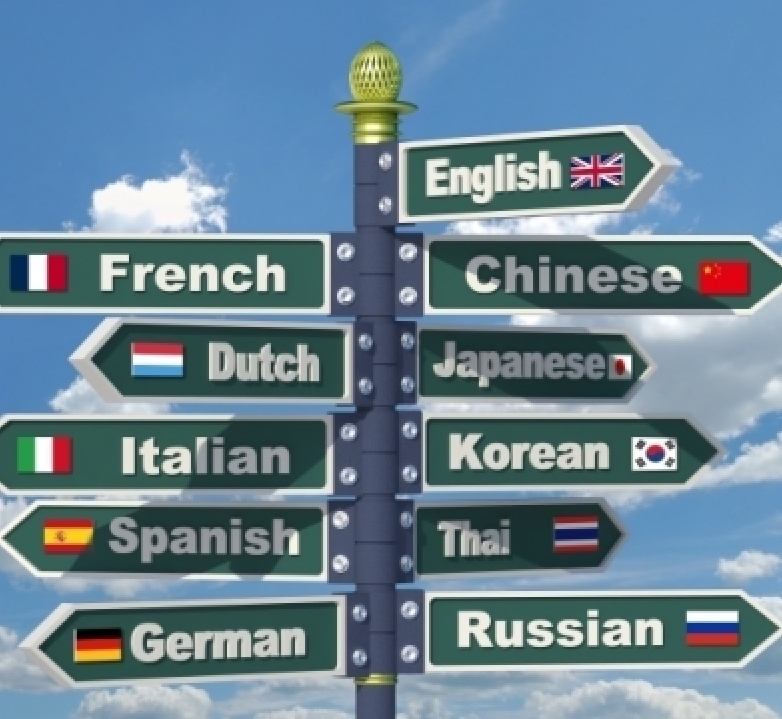 English
French
Chinese
Dutch
Japanese
Italian
Korean
Spanish
Thai
German
Russian